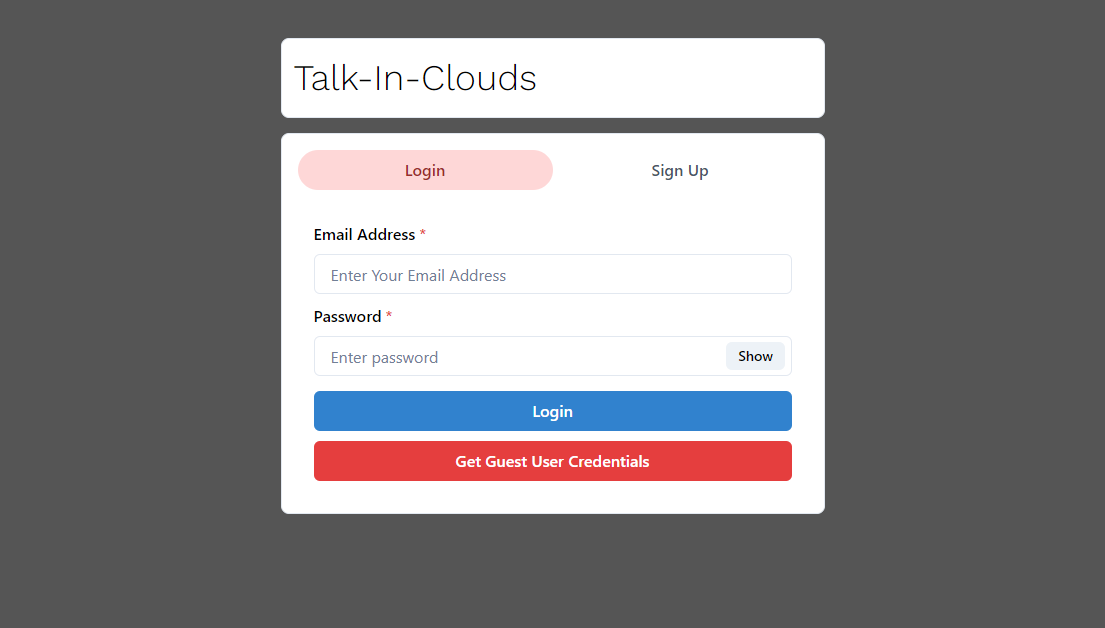 Talk-In-Clouds
Login Sign Up
Email Address *
Enter Your Email Address
Password *
Enter password Show
Login
Get Guest User Credentials